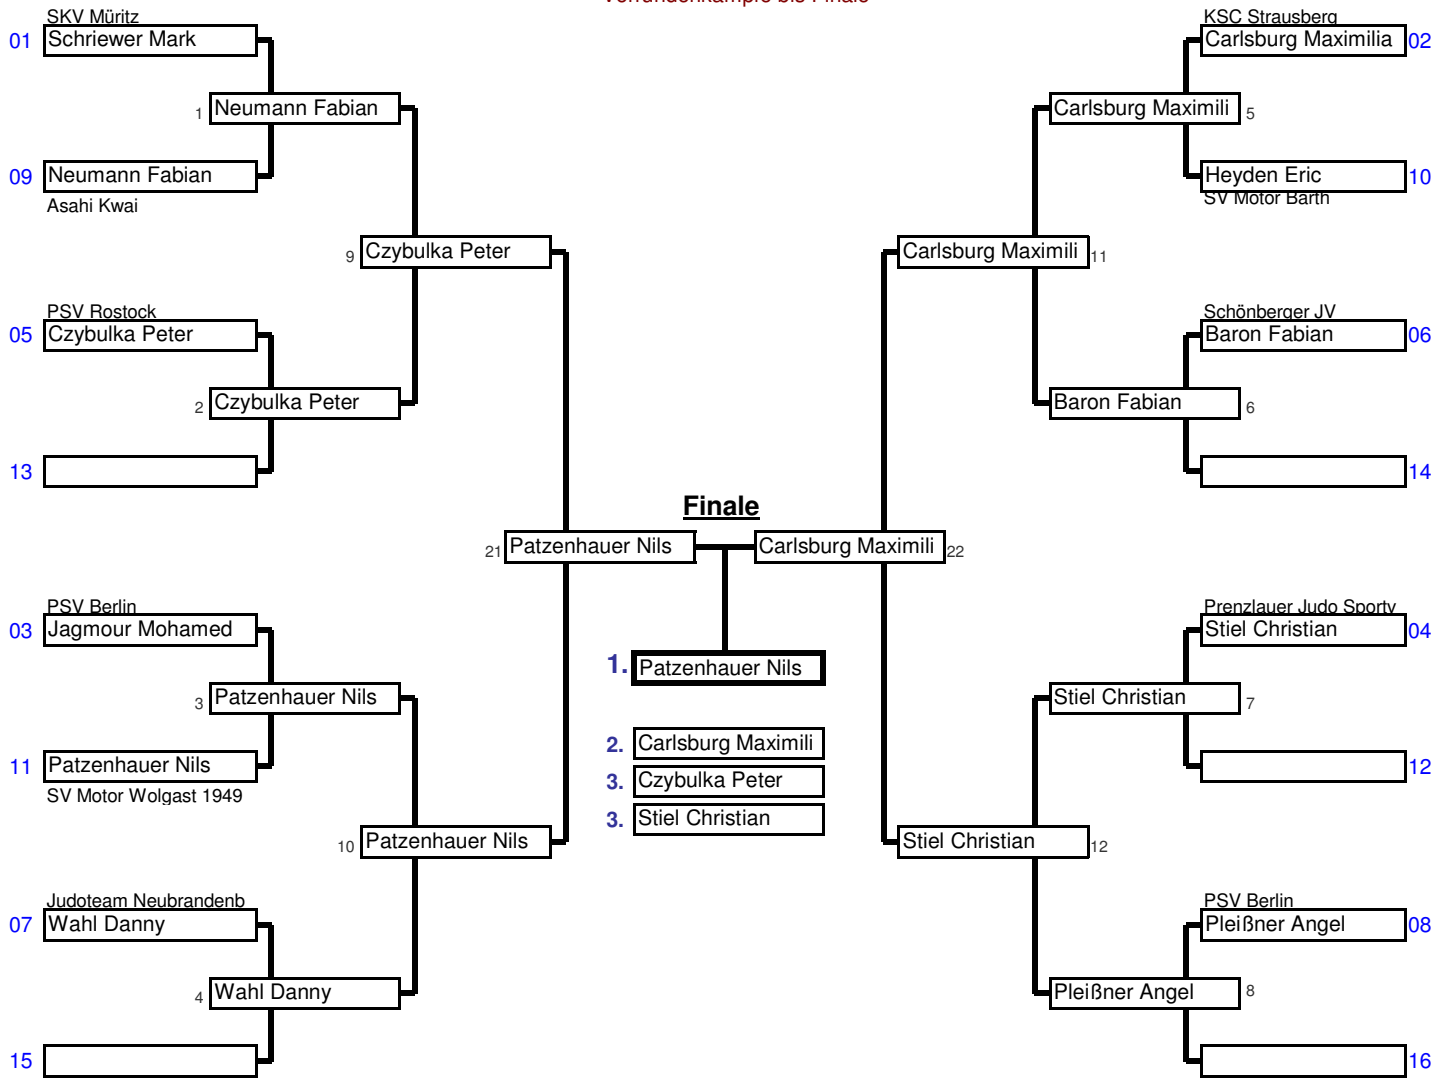 Vorrundenkämpfe bis Finale
SKV Müritz
01 Schriewer Mark
1 Neumann Fabian
09 Neumann Fabian
Asahi Kwai
9 Czybulka Peter
PSV Rostock
05 Czybulka Peter
2 Czybulka Peter
13
21 Patzenhauer Nils
PSV Berlin
03 Jagmour Mohamed
3 Patzenhauer Nils
11 Patzenhauer Nils
SV Motor Wolgast 1949
10 Patzenhauer Nils
Judoteam Neubrandenb
07 Wahl Danny
4 Wahl Danny
15
Finale
1. Patzenhauer Nils
2. Carlsburg Maximili
3. Czybulka Peter
3. Stiel Christian
KSC Strausberg
Carlsburg Maximilia 02
Carlsburg Maximili 5
Heyden Eric 10
SV Motor Barth
Carlsburg Maximili 11
Schönberger JV
Baron Fabian 06
Baron Fabian 6
14
Carlsburg Maximili 22
Prenzlauer Judo Sportv
Stiel Christian 04
Stiel Christian 7
12
Stiel Christian 12
PSV Berlin
Pleißner Angel 08
Pleißner Angel 8
16